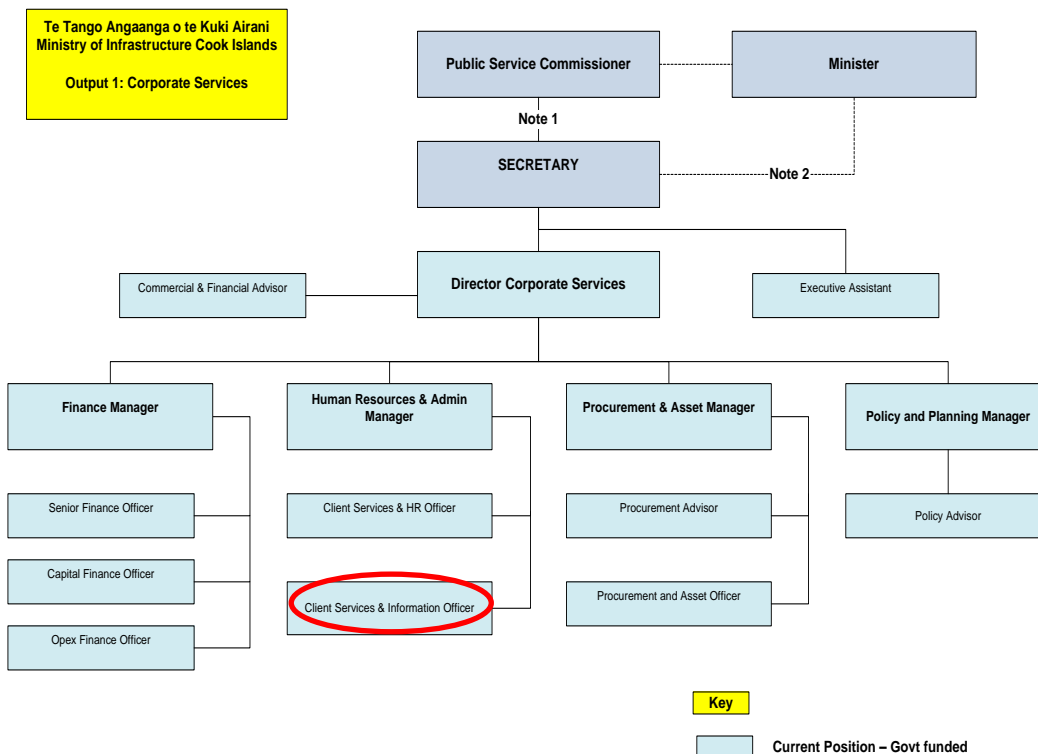 Te Tango Angaanga o te Kuki Airani
Ministry of Infrastructure Cook Islands
Output 1: Corporate Services
Public Service Commissioner
Minister
Note 1
SECRETARY
Note 2
Commercial & Financial Advisor
Director Corporate Services
Executive Assistant
Finance Manager
Human Resources & Admin
Manager
Procurement & Asset Manager
Policy and Planning Manager
Senior Finance Officer
Client Services & HR Officer
Procurement Advisor
Policy Advisor
Capital Finance Officer
Client Services & Information Officer
Procurement and Asset Officer
Opex Finance Officer
Key
Current Position – Govt funded